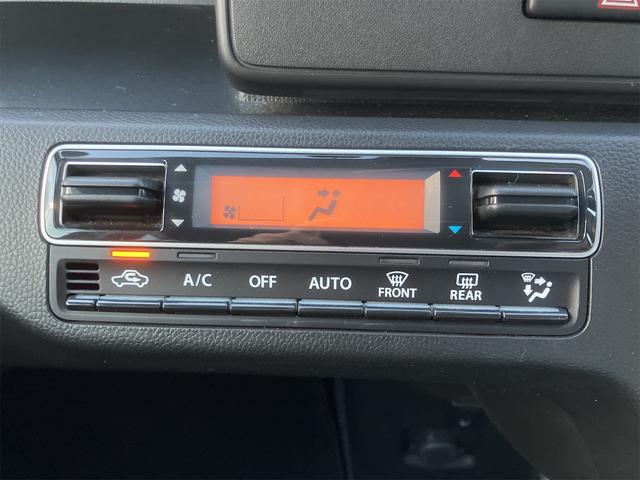 A/C OFF AUTO FRONT REAR